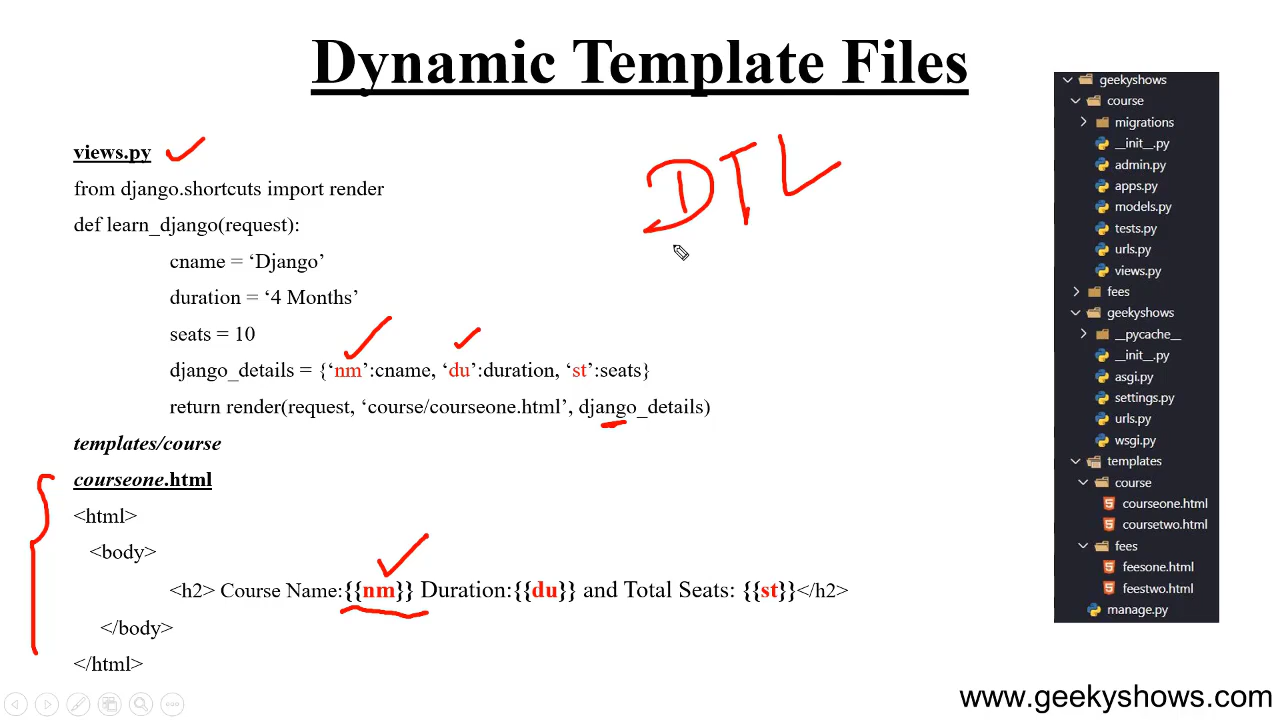 Dynamic Template Files
views.py
from django.shortcuts import render
def learn_django(request):
cname = ‘Django’
duration = ‘4 Months’
seats = 10
django_details = {‘nm’:cname, ‘du’:duration, ‘st’:seats}
return render(request, ‘course/courseone.html’, django_details)
templates/course
courseone.html
<html>
<body>
<h2> Course Name:{{nm}} Duration:{{du}} and Total Seats: {{st}}</h2>
</body>
</html>
DTL
geekyshows
course
migrations
__init__.py
admin.py
apps.py
models.py
tests.py
urls.py
views.py
fees
geekyshows
__pycache__
__init__.py
asgi.py
settings.py
urls.py
wsgi.py
templates
course
courseone.html
coursetwo.html
fees
feesone.html
feestwo.html
manage.py
www.geekyshows.com